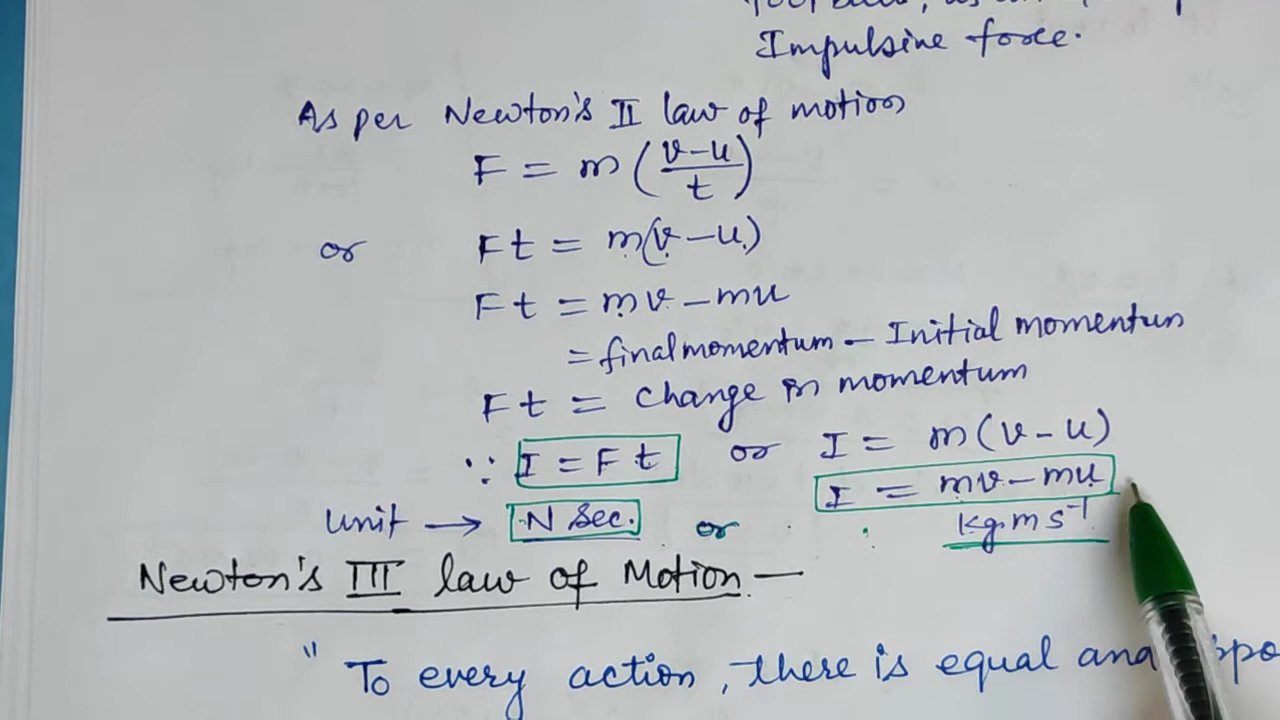 Impulsine force.
As per Newton's II law of motion
F = m (v-u/t)
or Ft = m(v-u)
Ft = mv - mu
= final momentum - Initial momentum
Ft = Change in momentum
∵ I = Ft or I = m(v-u)
I = mv - mu
Unit → N Sec. or kg.m s⁻¹
Newton's III law of Motion —
" To every action, there is equal and